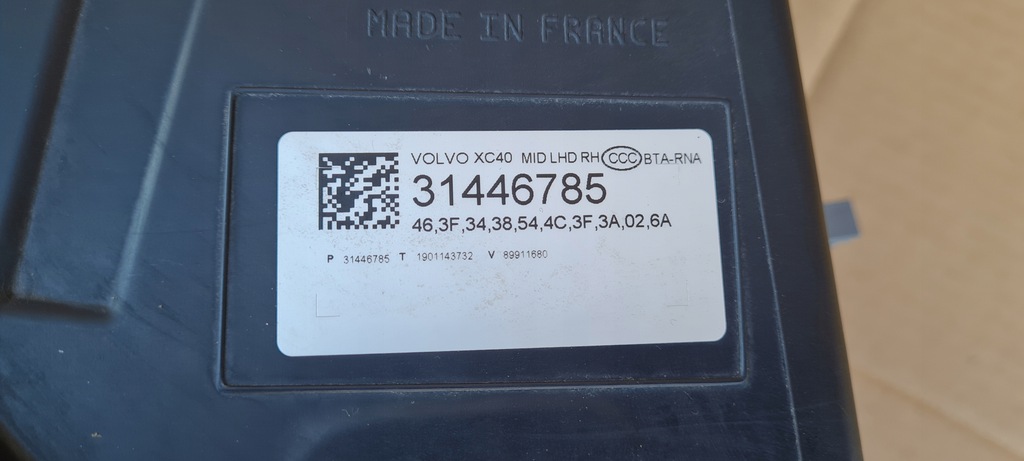 MADE IN FRANCE
VOLVO XC40 MID LHD RH CCC BTA-RNA
31446785
46,3F,34,38,54,4C,3F,3A,02,6A
P 31446785 T 1901143732 V 89911680